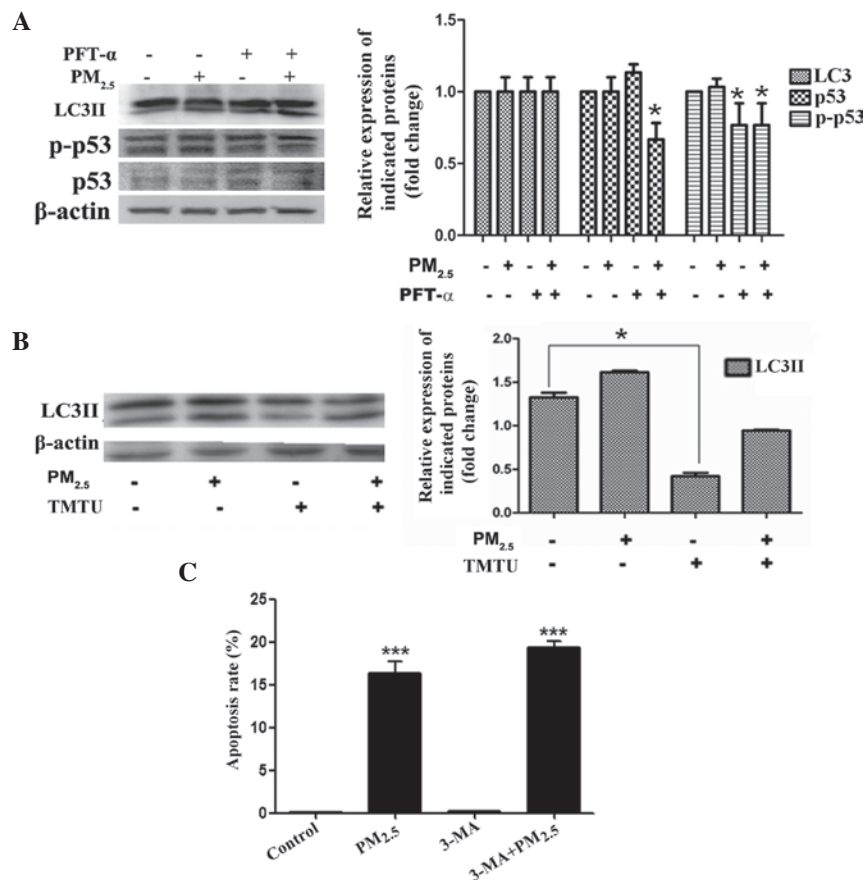 A
PFT-α - - + +
PM2.5 - + - +
LC3II
p-p53
p53
β-actin
Relative expression of
indicated proteins
(fold change)
1.5
1.0
0.5
0.0
* * *
LC3
p53
p-p53
PM2.5 - + - + - + - + - + - +
PFT-α - - + + - - + + - - + +
B
LC3II
β-actin
PM2.5 - + - +
TMTU - - + +
Relative expression of
indicated proteins
(fold change)
2.0
1.5
1.0
0.5
0.0
*
LC3II
PM2.5 - + - +
TMTU - - + +
C
Apoptosis rate (%)
25
20
15
10
5
0
*** ***
Control PM2.5 3-MA 3-MA+PM2.5